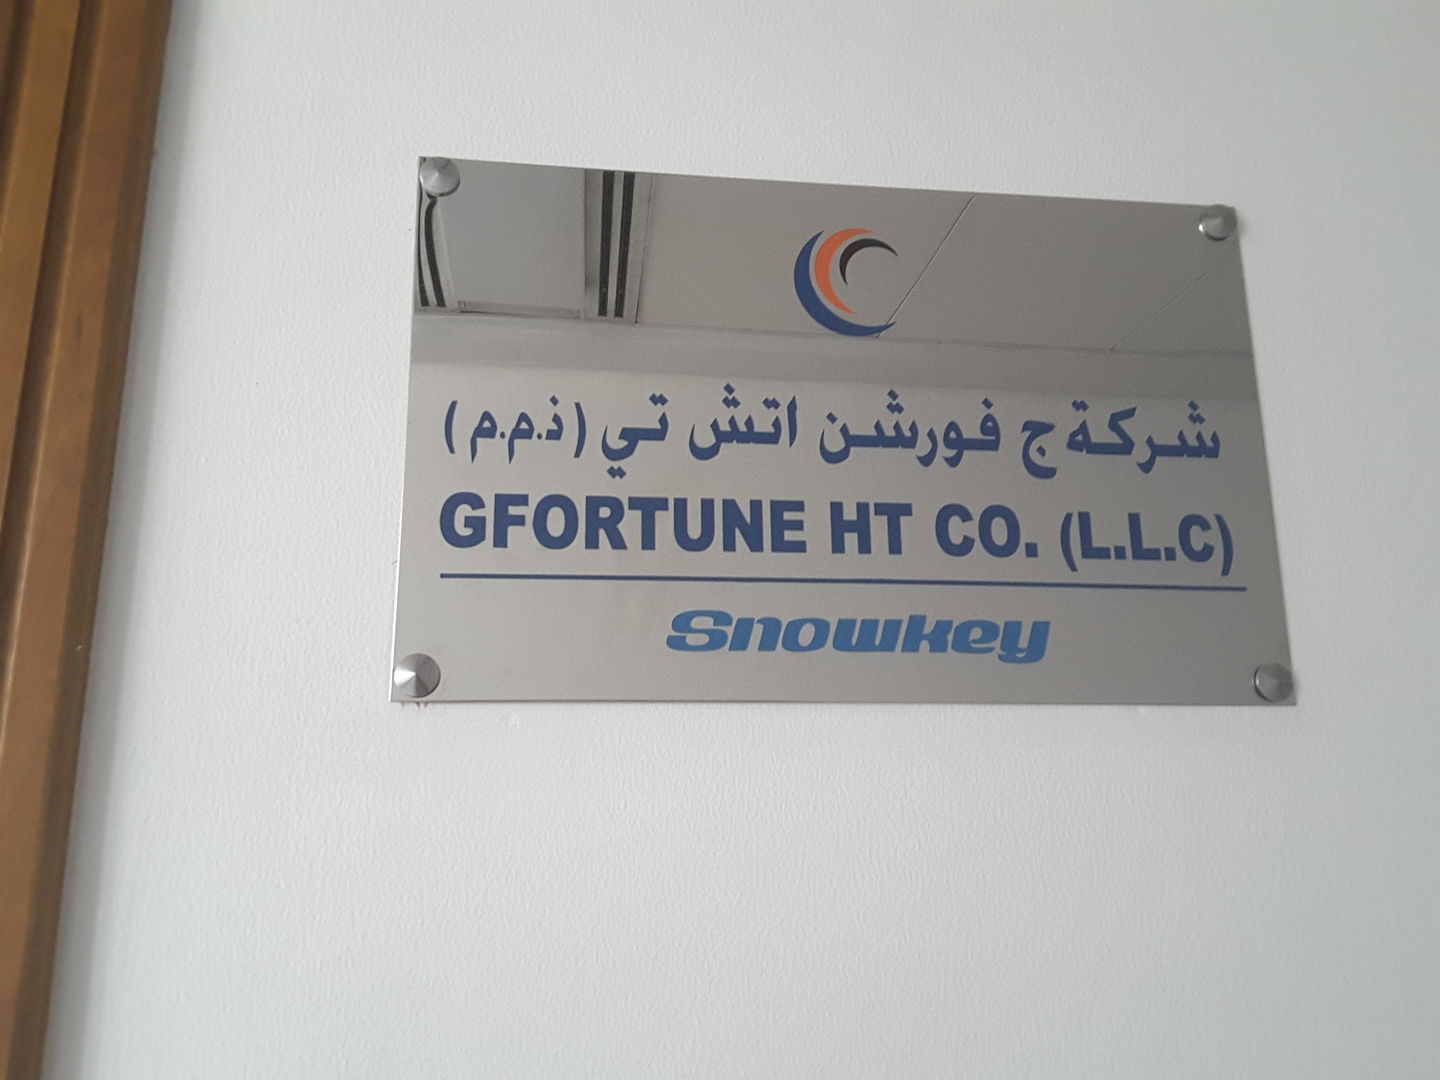 شركة ج فورشن اتش تي (ذ.م.م)
GFORTUNE HT CO. (L.L.C)
Snowkey